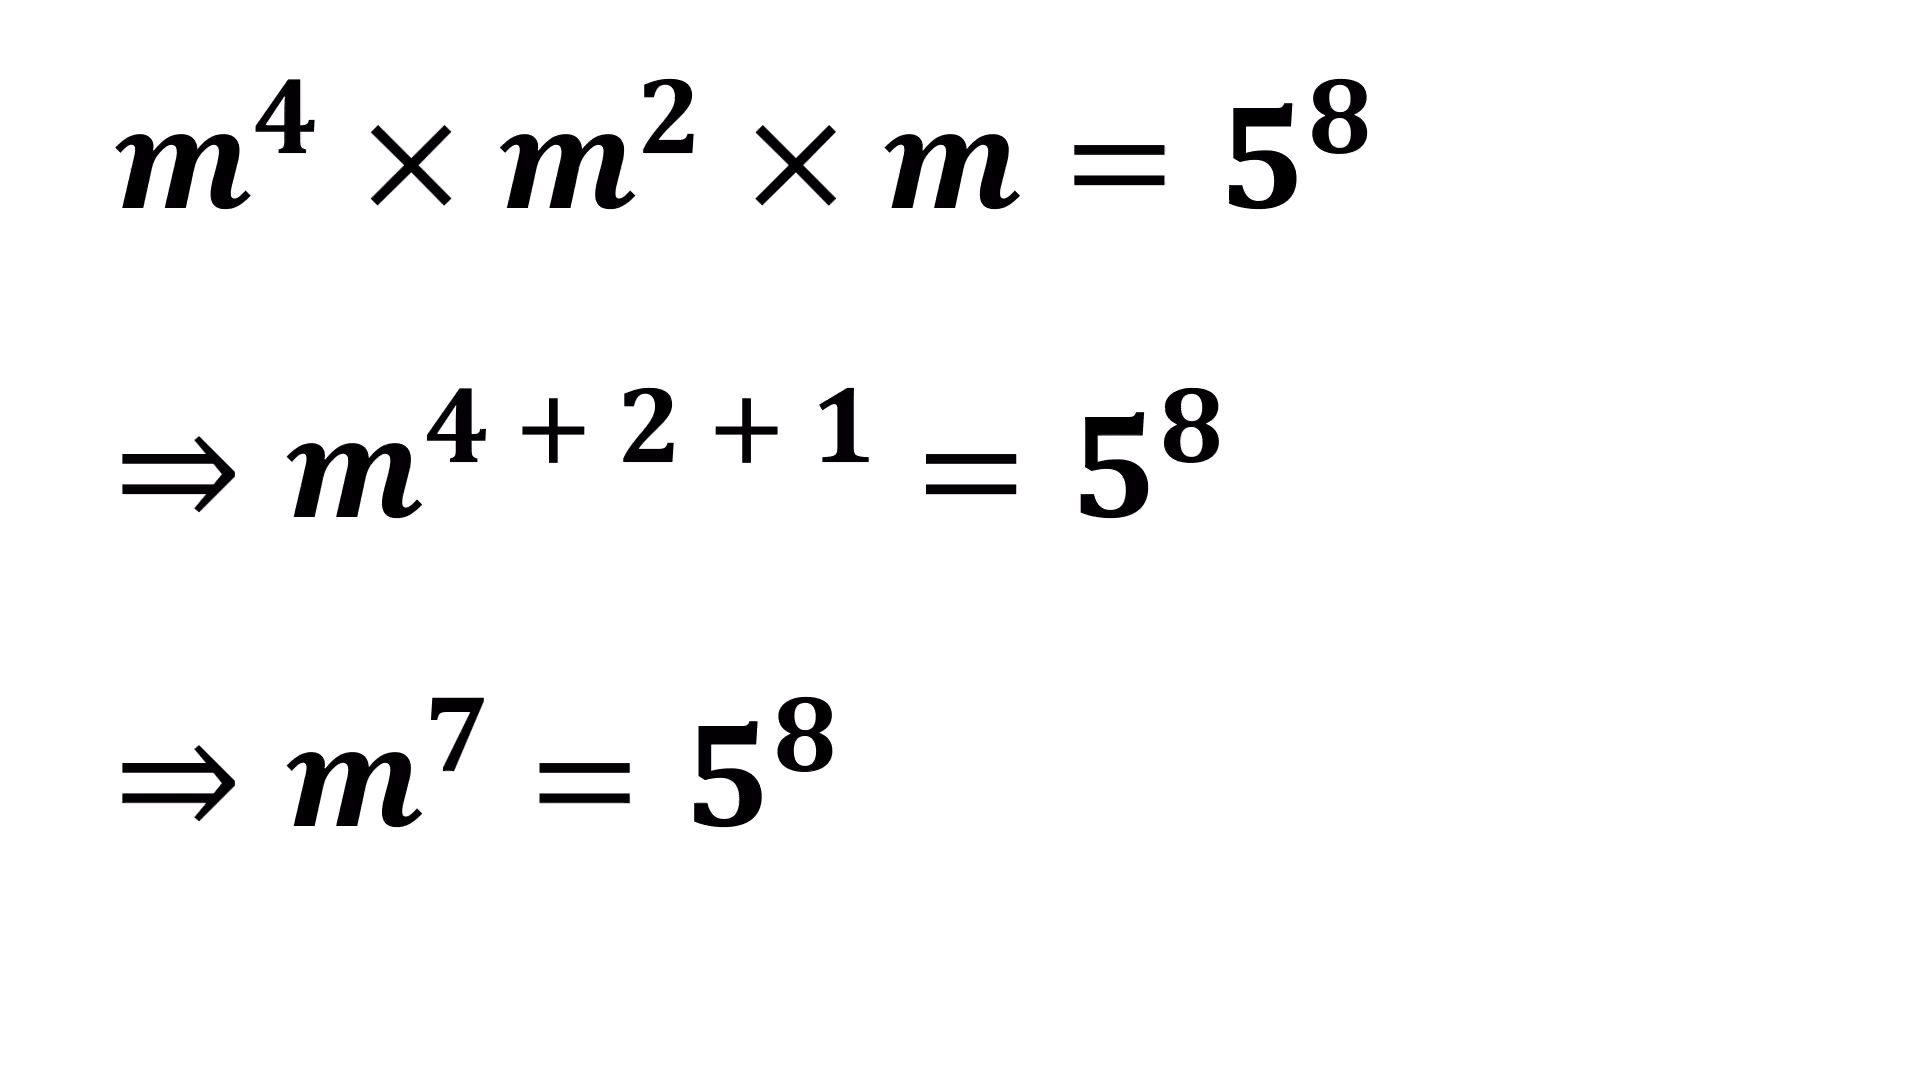 m⁴ × m² × m = 5⁸
⇒ m⁴ ⁺ ² ⁺ ¹ = 5⁸
⇒ m⁷ = 5⁸